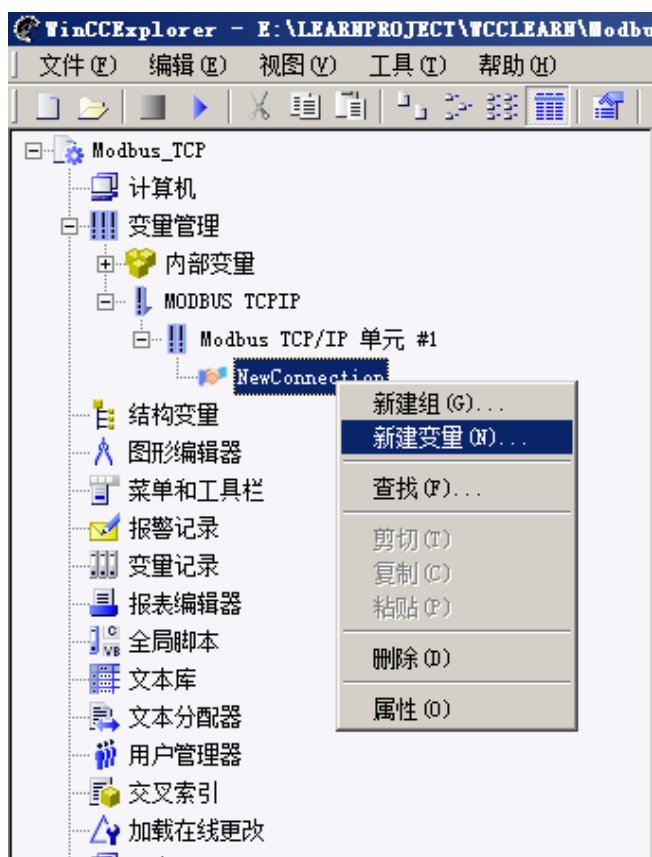 WinCCExplorer - E:\LEARNPROJECT\WCCLEARN\Modbu
文件(F) 编辑(E) 视图(V) 工具(T) 帮助(H)
Modbus_TCP
计算机
变量管理
内部变量
MODBUS TCPIP
Modbus TCP/IP 单元 #1
NewConnection
新建组(G)...
新建变量(N)...
查找(F)...
剪切(T)
复制(C)
粘贴(P)
删除(D)
属性(O)
结构变量
图形编辑器
菜单和工具栏
报警记录
变量记录
报表编辑器
全局脚本
文本库
文本分配器
用户管理器
交叉索引
加载在线更改